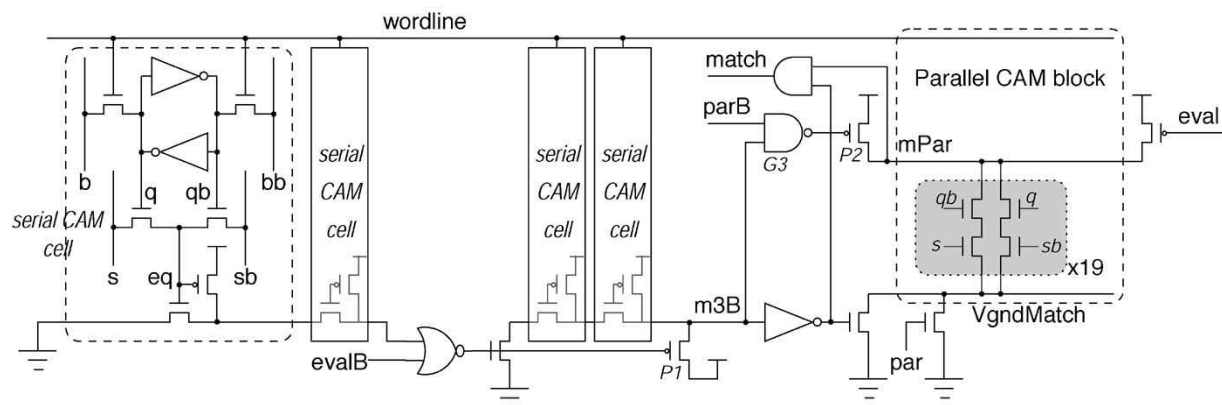 wordline
match
Parallel CAM block
parB
eval
G3
P2
mPar
serial
CAM
cell
serial
CAM
cell
serial
CAM
cell
b
q
qb
bb
serial CAM
cell
qb
q
s
sb
s
eq
sb
x19
m3B
VgndMatch
evalB
P1
par